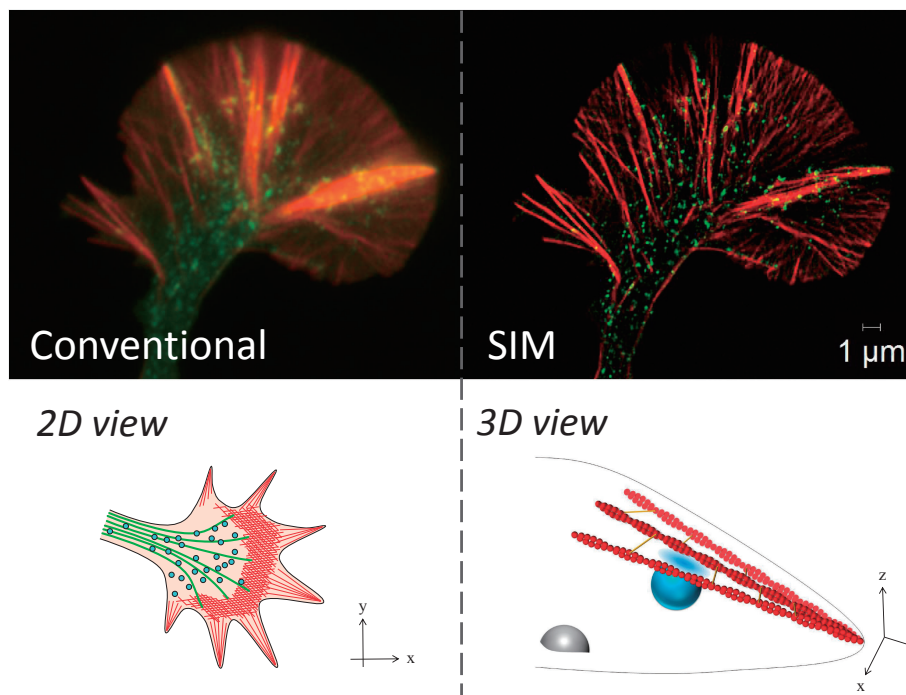 Conventional
SIM
1 μm
2D view
3D view
y
x
z
x